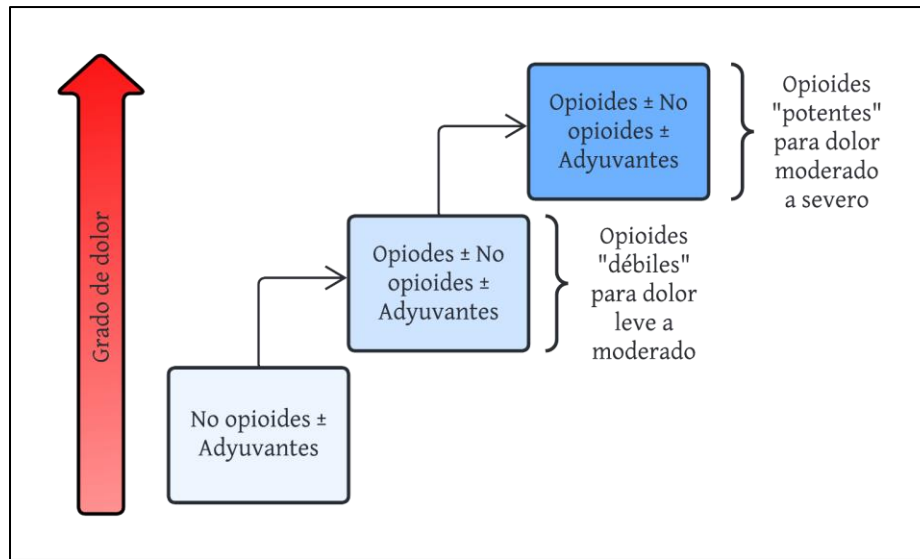 Grado de dolor
Opioides ± No
opioides ±
Adyuvantes
Opioides
"potentes"
para dolor
moderado
a severo
Opiodes ± No
opioides ±
Adyuvantes
Opioides
"débiles"
para dolor
leve a
moderado
No opioides ±
Adyuvantes